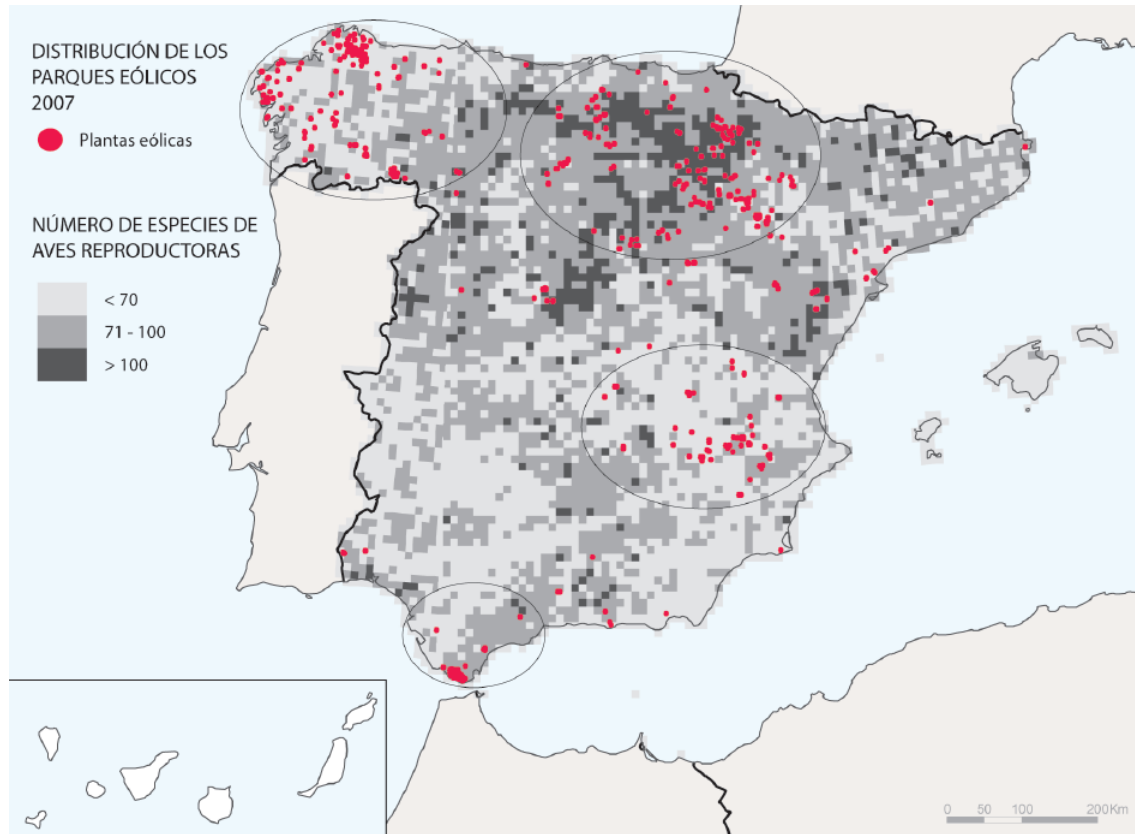 DISTRIBUCIÓN DE LOS
PARQUES EÓLICOS
2007
Plantas eólicas
NÚMERO DE ESPECIES DE
AVES REPRODUCTORAS
< 70
71 - 100
> 100
0 50 100 200Km